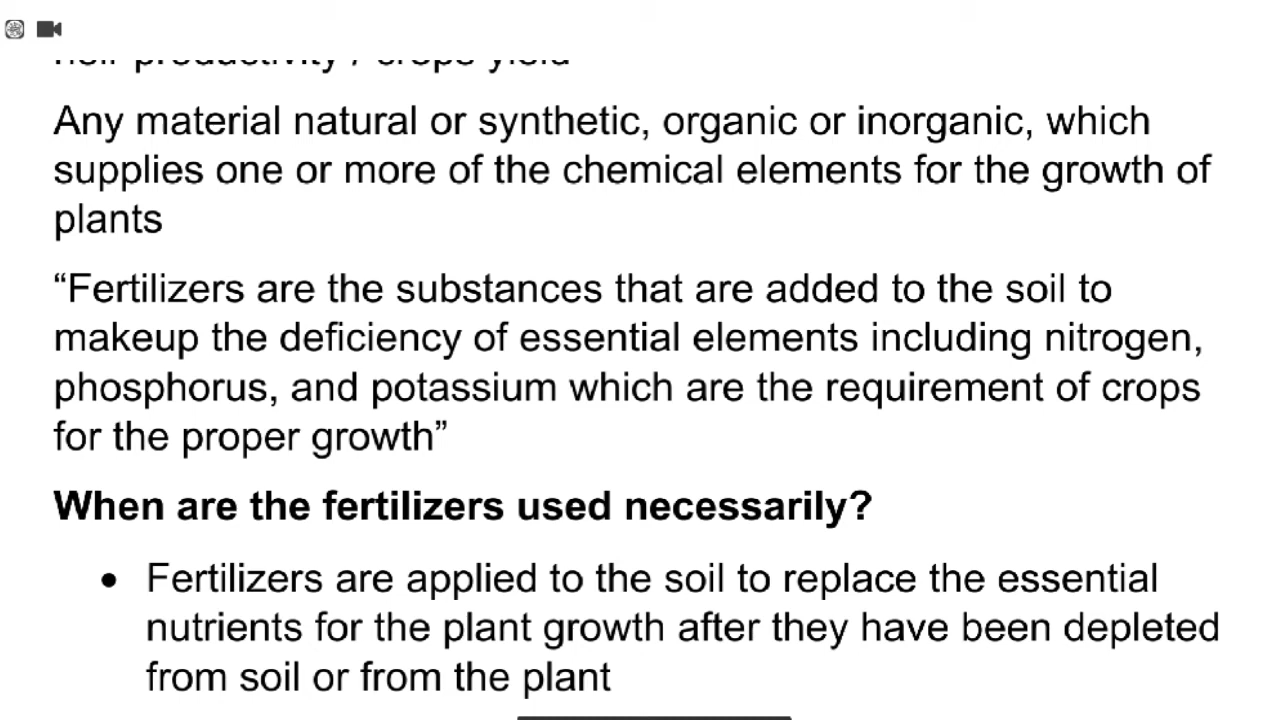 productivity / crops yield
Any material natural or synthetic, organic or inorganic, which
supplies one or more of the chemical elements for the growth of
plants
“Fertilizers are the substances that are added to the soil to
makeup the deficiency of essential elements including nitrogen,
phosphorus, and potassium which are the requirement of crops
for the proper growth”
When are the fertilizers used necessarily?
• Fertilizers are applied to the soil to replace the essential
nutrients for the plant growth after they have been depleted
from soil or from the plant